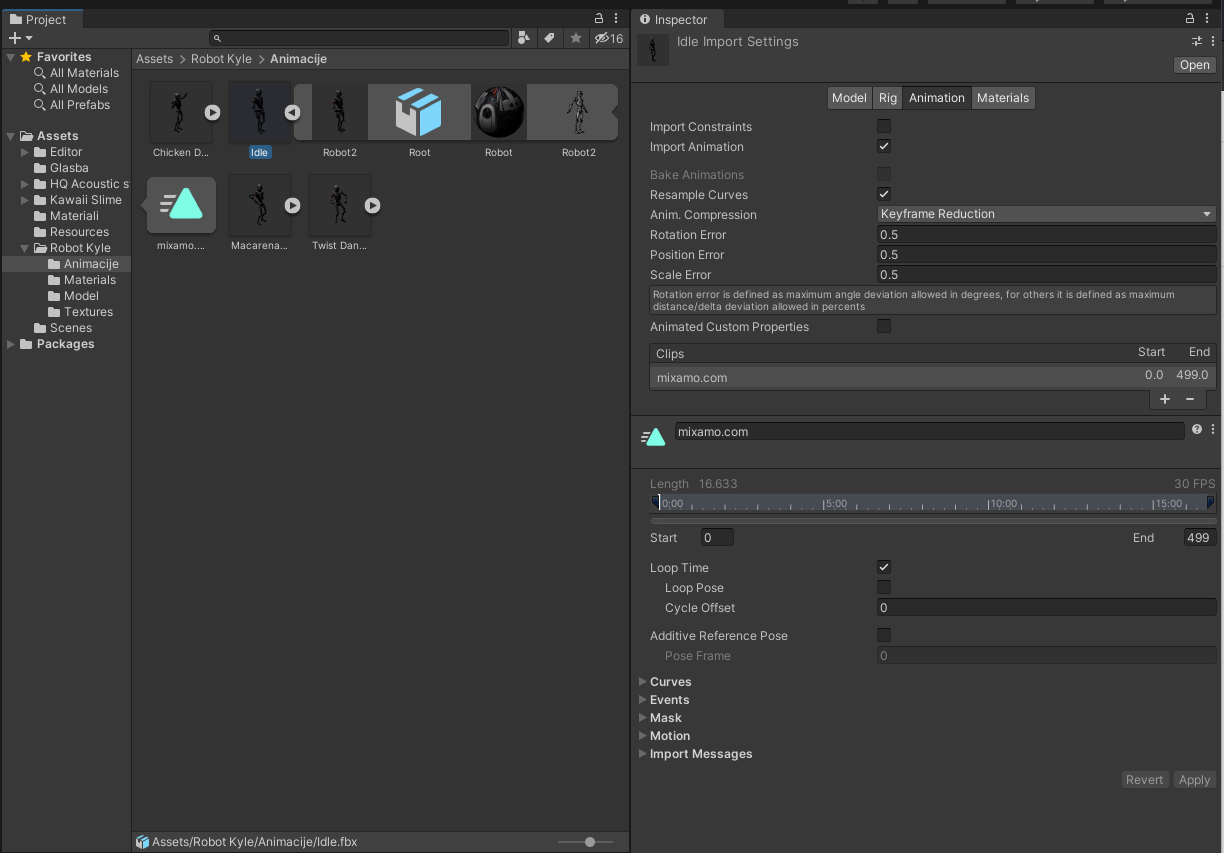 Project
16
Favorites
All Materials
All Models
All Prefabs
Assets
Editor
Glasba
HQ Acoustic s
Kawaii Slime
Materiali
Resources
Robot Kyle
Animacije
Materials
Model
Textures
Scenes
Packages
Assets > Robot Kyle > Animacije
Chicken D...
Idle
Robot2
Root
Robot
Robot2
mixamo....
Macarena...
Twist Dan...
Assets/Robot Kyle/Animacije/Idle.fbx
Inspector
Idle Import Settings
Open
Model Rig Animation Materials
Import Constraints
Import Animation
Bake Animations
Resample Curves
Anim. Compression Keyframe Reduction
Rotation Error 0.5
Position Error 0.5
Scale Error 0.5
Rotation error is defined as maximum angle deviation allowed in degrees, for others it is defined as maximum
distance/delta deviation allowed in percents
Animated Custom Properties
Clips Start End
mixamo.com 0.0 499.0
+ −
mixamo.com
Length 16.633 30 FPS
0:00 5:00 10:00 15:00
Start 0 End 499
Loop Time
Loop Pose
Cycle Offset 0
Additive Reference Pose
Pose Frame 0
Curves
Events
Mask
Motion
Import Messages
Revert Apply